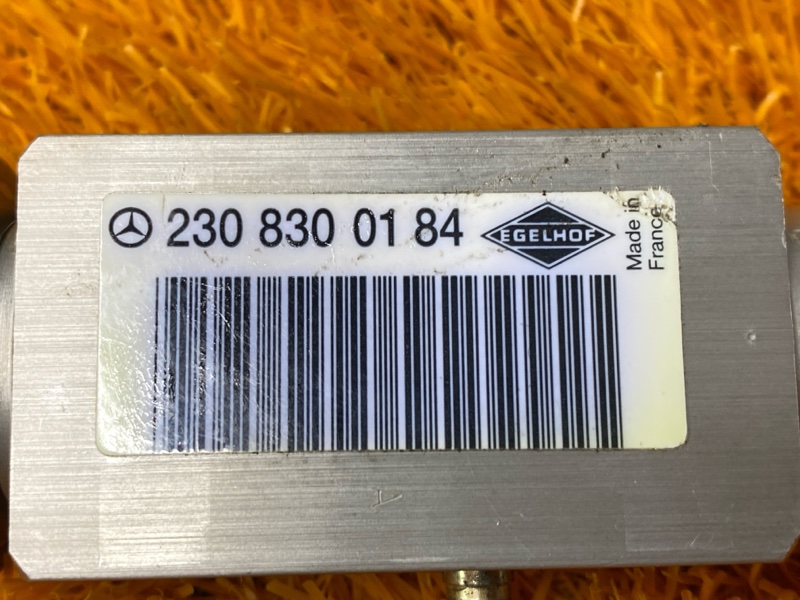 230 830 01 84
EGELHOF
Made in
France